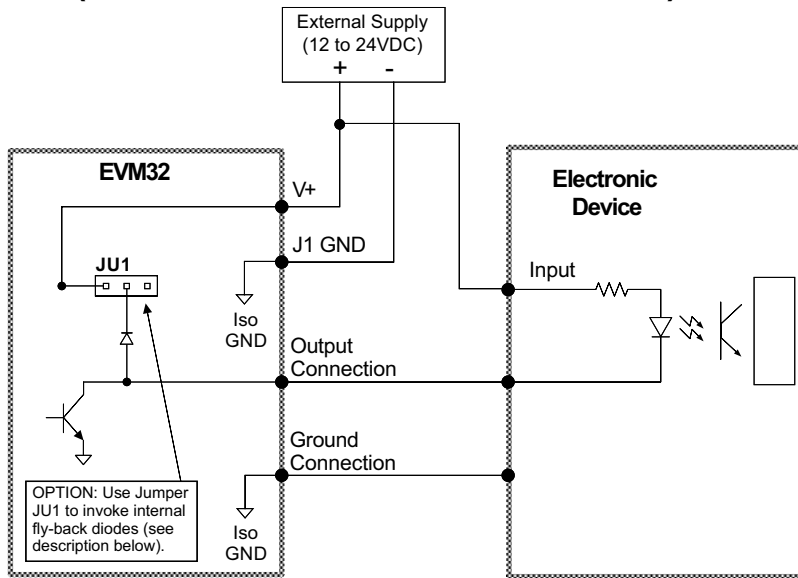 External Supply
(12 to 24VDC)
+ -
EVM32
Electronic
Device
V+
J1 GND
JU1
Input
Iso
GND
Output
Connection
Ground
Connection
OPTION: Use Jumper
JU1 to invoke internal
fly-back diodes (see
description below).
Iso
GND